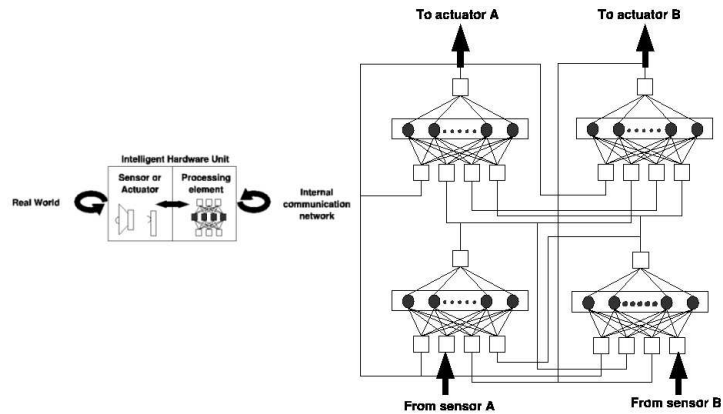 To actuator A
To actuator B
Intelligent Hardware Unit
Sensor or
Actuator
Processing
element
Real World
Internal
communication
network
From sensor A
From sensor B